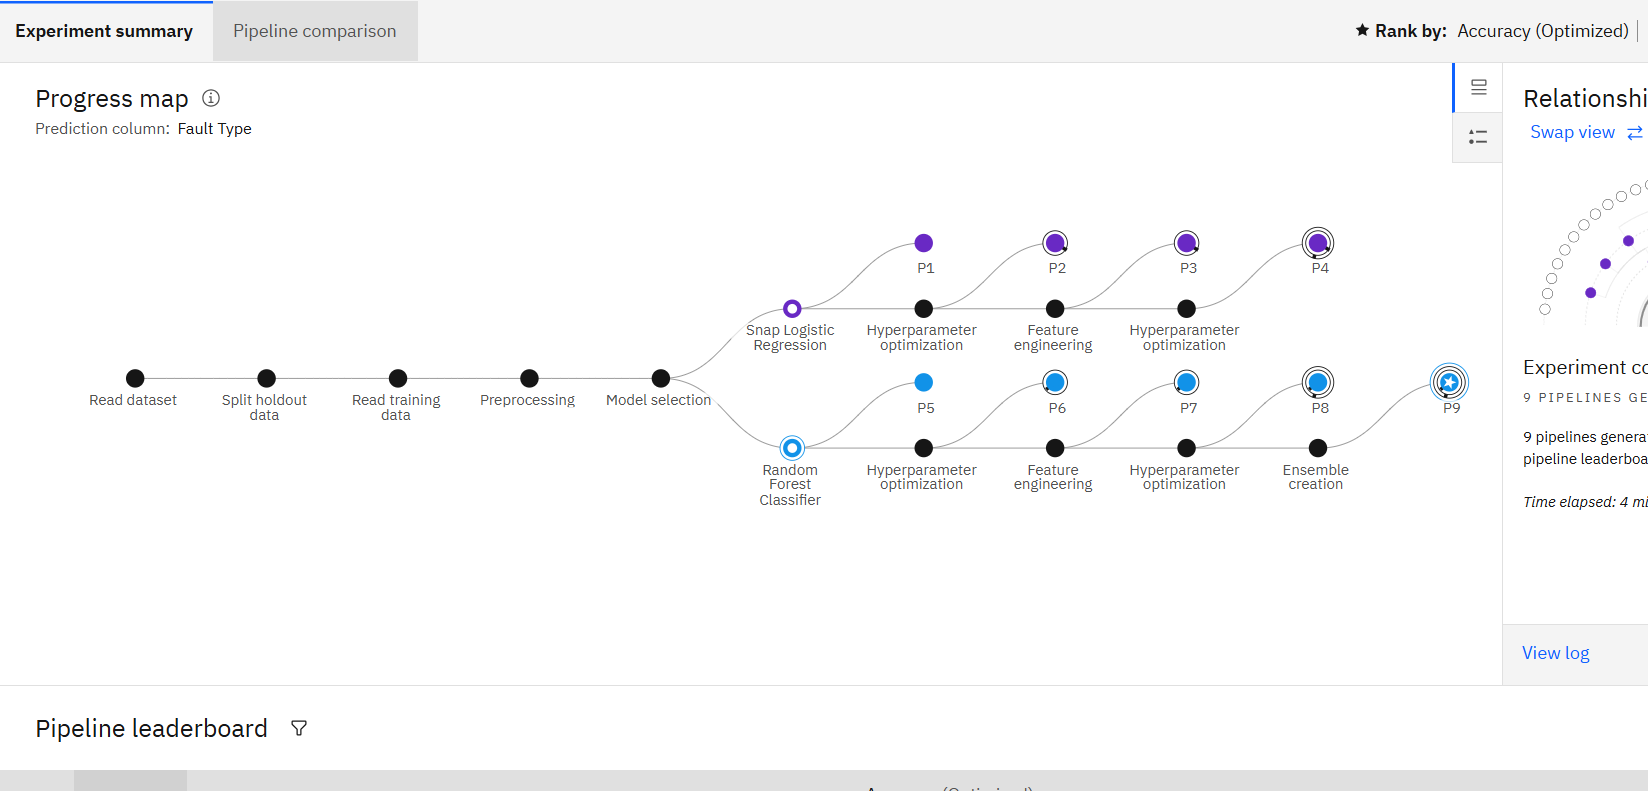 Experiment summary
Pipeline comparison
Rank by: Accuracy (Optimized)
Progress map
Prediction column: Fault Type
Relationshi
Swap view
P1
P2
P3
P4
Snap Logistic
Regression
Hyperparameter
optimization
Feature
engineering
Hyperparameter
optimization
Read dataset
Split holdout
data
Read training
data
Preprocessing
Model selection
P5
P6
P7
P8
P9
Random
Forest
Classifier
Hyperparameter
optimization
Feature
engineering
Hyperparameter
optimization
Ensemble
creation
Experiment co
9 PIPELINES GE
9 pipelines genera
pipeline leaderboa
Time elapsed: 4 mi
View log
Pipeline leaderboard